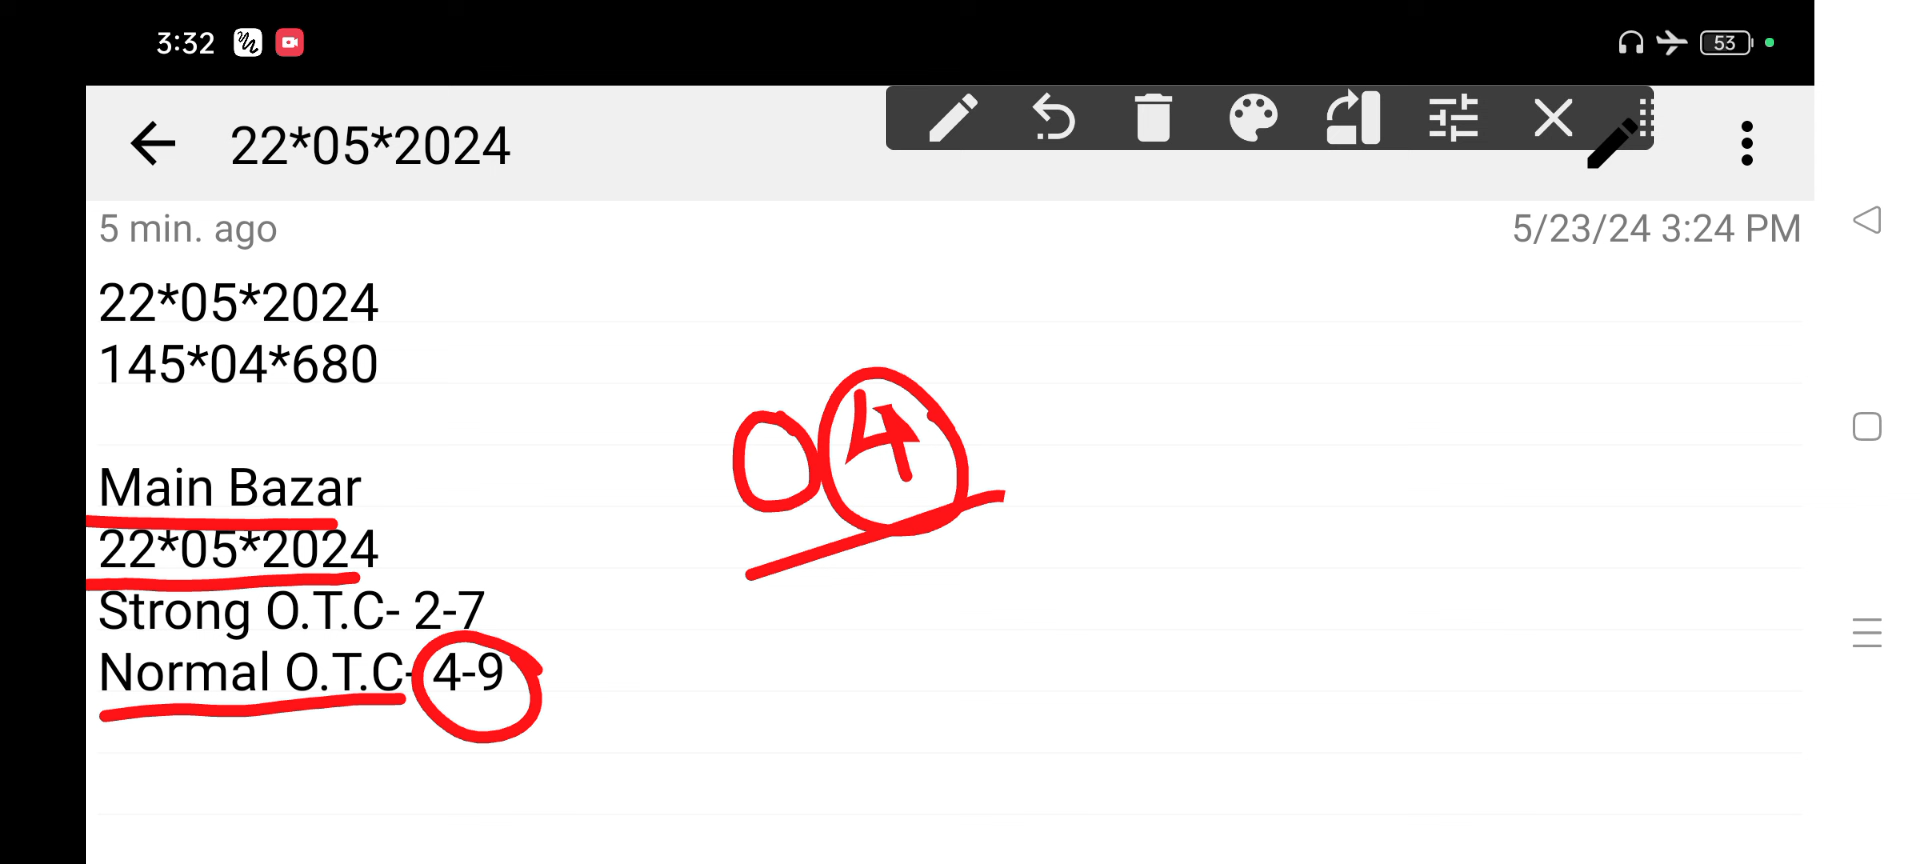 3:32
53
22*05*2024
5 min. ago
5/23/24 3:24 PM
22*05*2024
145*04*680
04
Main Bazar
22*05*2024
Strong O.T.C- 2-7
Normal O.T.C- 4-9